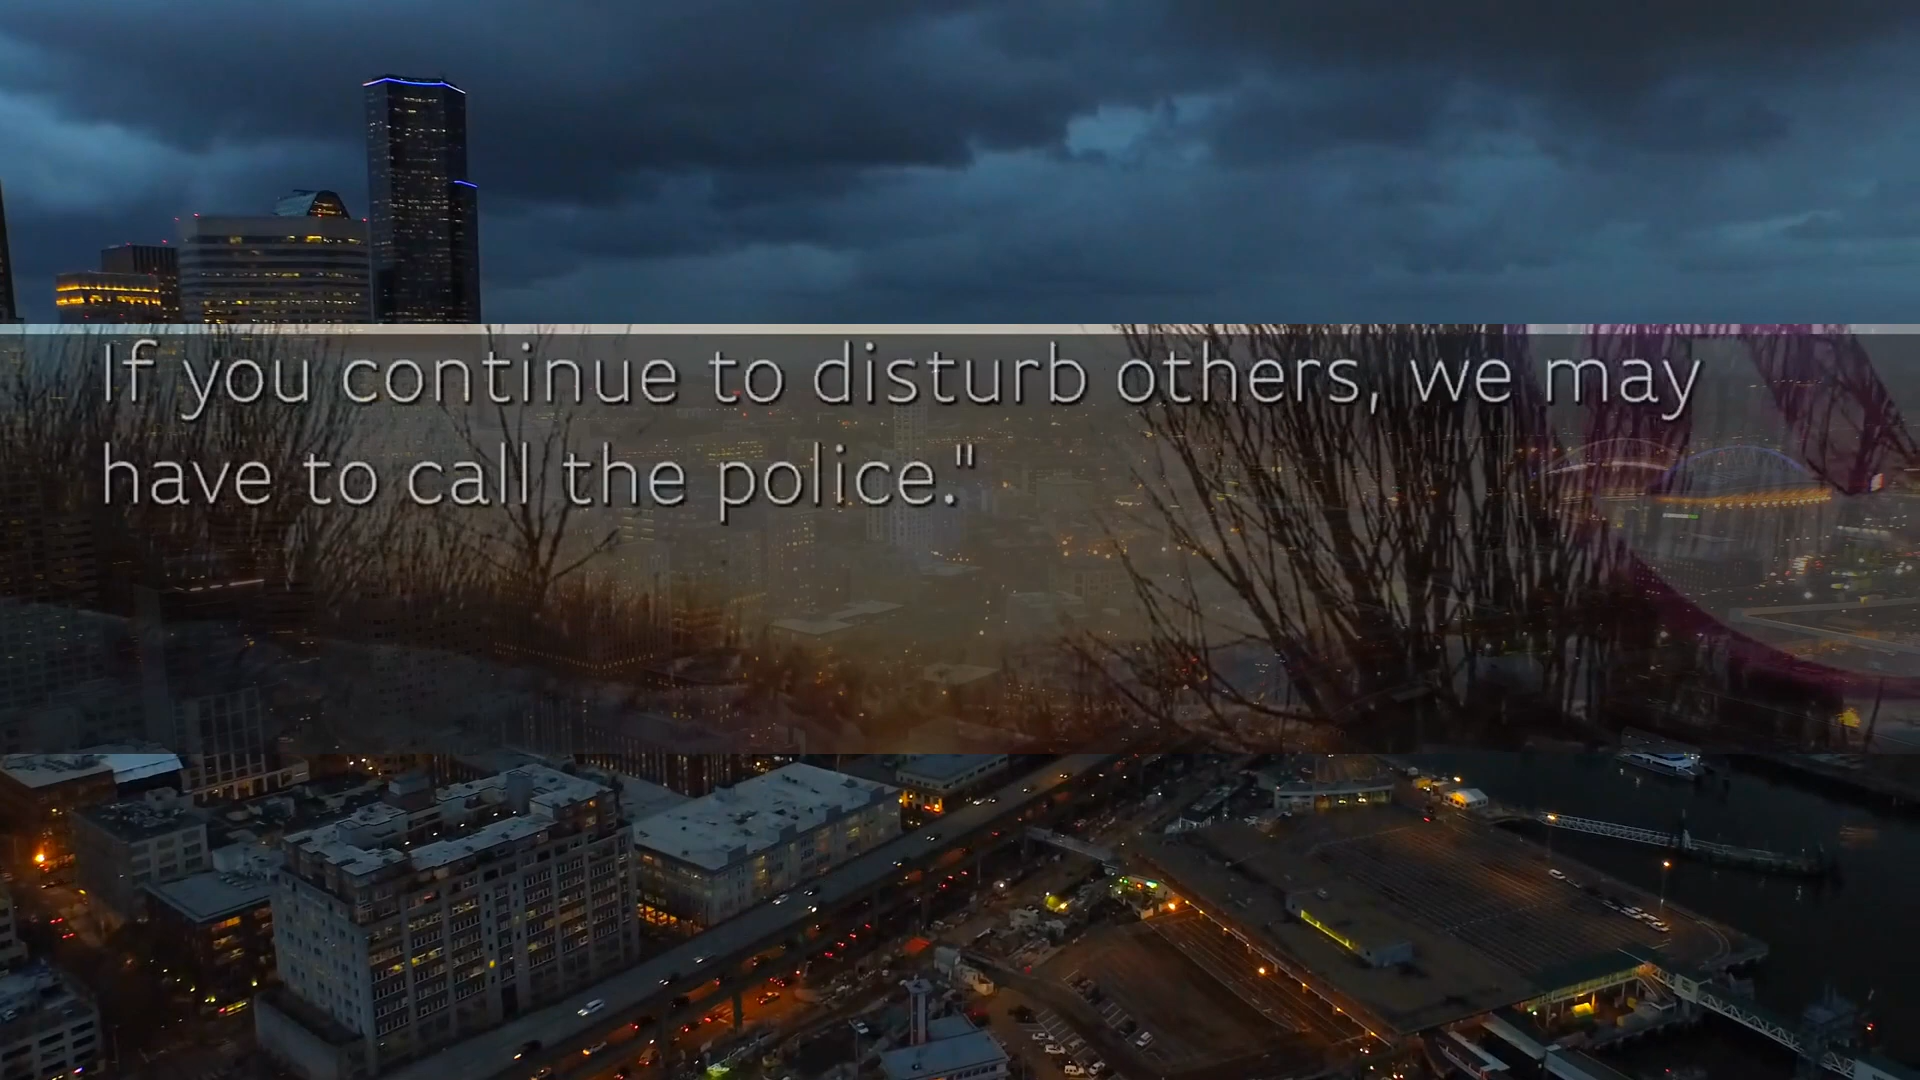 If you continue to disturb others, we may
have to call the police."